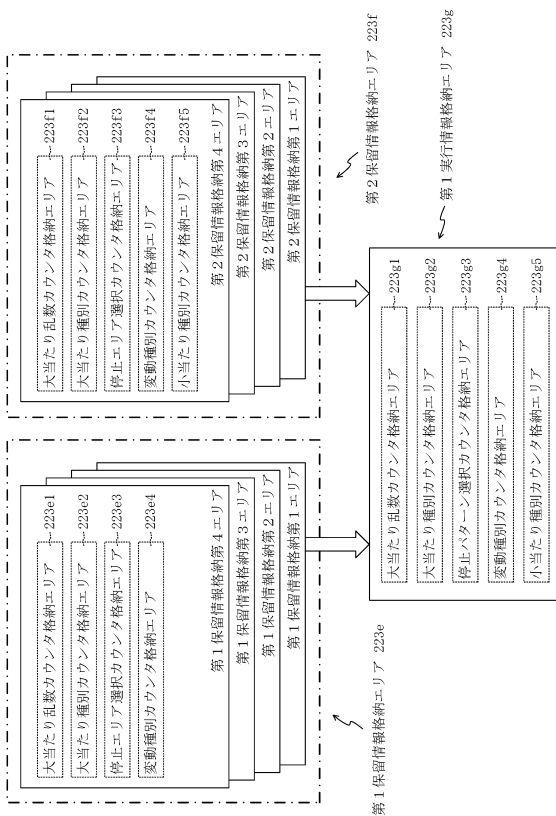 大当たり乱数カウンタ格納エリア 223e1
大当たり種別カウンタ格納エリア 223e2
停止エリア選択カウンタ格納エリア 223e3
変動種別カウンタ格納エリア 223e4
第1保留情報格納第4エリア
第1保留情報格納第3エリア
第1保留情報格納第2エリア
第1保留情報格納第1エリア
第1保留情報格納エリア 223e
大当たり乱数カウンタ格納エリア 223f1
大当たり種別カウンタ格納エリア 223f2
停止エリア選択カウンタ格納エリア 223f3
変動種別カウンタ格納エリア 223f4
小当たり種別カウンタ格納エリア 223f5
第2保留情報格納第4エリア
第2保留情報格納第3エリア
第2保留情報格納第2エリア
第2保留情報格納第1エリア
第2保留情報格納エリア 223f
第1実行情報格納エリア 223g
大当たり乱数カウンタ格納エリア 223g1
大当たり種別カウンタ格納エリア 223g2
停止パターン選択カウンタ格納エリア 223g3
変動種別カウンタ格納エリア 223g4
小当たり種別カウンタ格納エリア 223g5